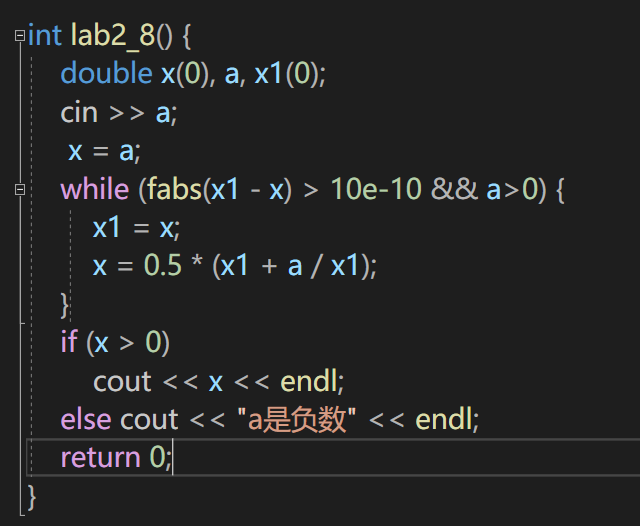 int lab2_8() {
double x(0), a, x1(0);
cin >> a;
x = a;
while (fabs(x1 - x) > 10e-10 && a>0) {
x1 = x;
x = 0.5 * (x1 + a / x1);
}
if (x > 0)
cout << x << endl;
else cout << "a是负数" << endl;
return 0;
}